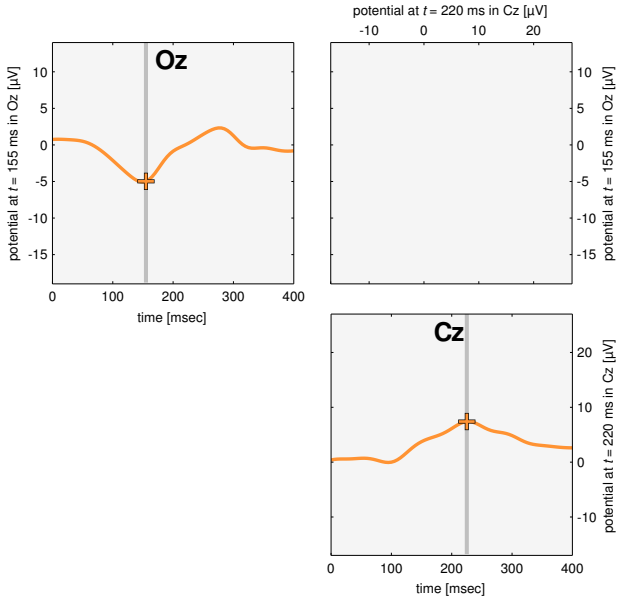 potential at t = 220 ms in Cz [µV]
-10 0 10 20
Oz
10
5
0
-5
-10
-15
potential at t = 155 ms in Oz [µV]
0 100 200 300 400
time [msec]
10
5
0
-5
-10
-15
potential at t = 155 ms in Oz [µV]
Cz
20
10
0
-10
potential at t = 220 ms in Cz [µV]
0 100 200 300 400
time [msec]